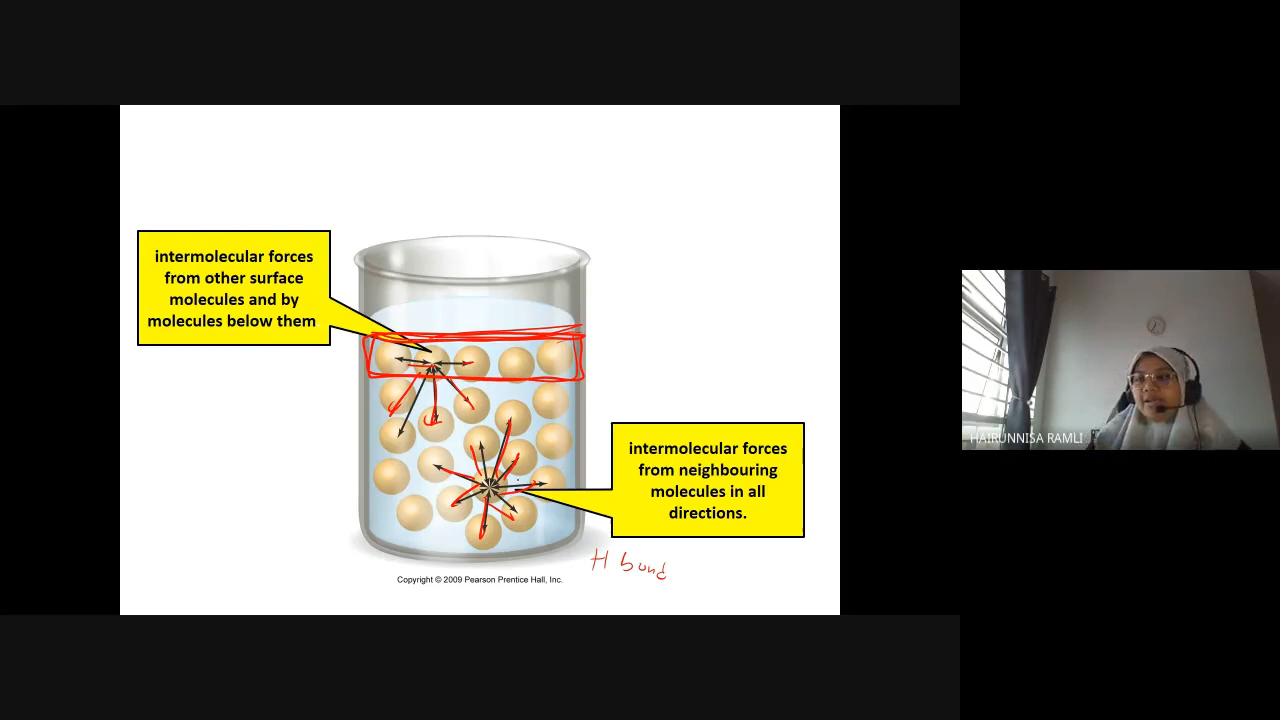 intermolecular forces
from other surface
molecules and by
molecules below them
intermolecular forces
from neighbouring
molecules in all
directions.
H bond
Copyright © 2009 Pearson Prentice Hall, Inc.
HAIRUNNISA RAMLI